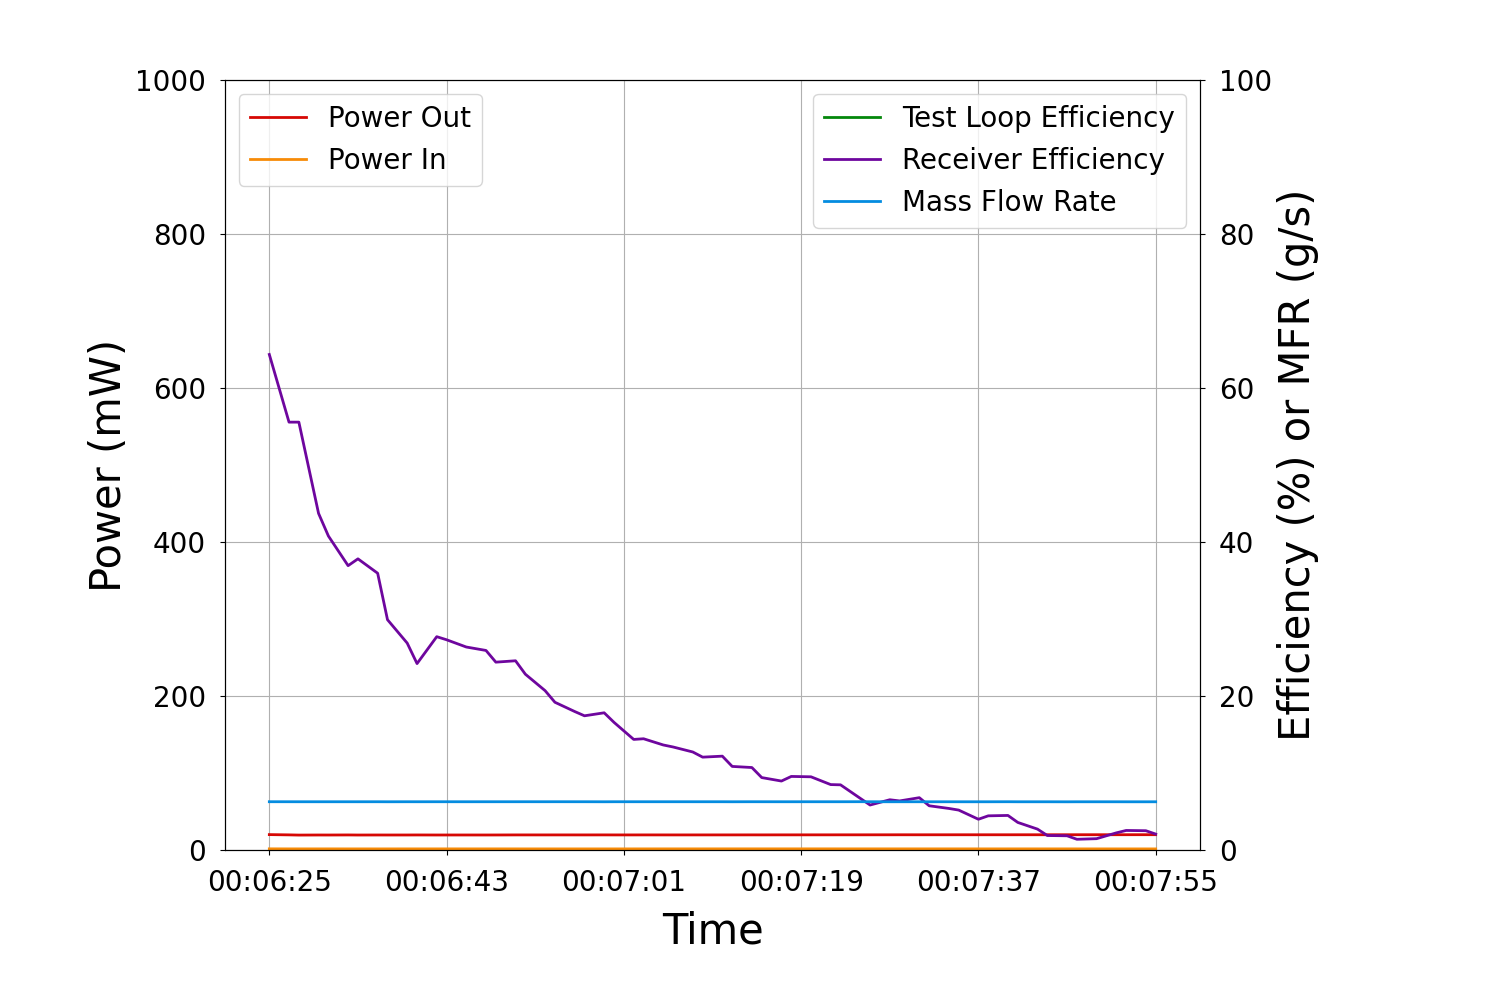 1000
800
600
400
200
0
Power (mW)
Power Out
Power In
Test Loop Efficiency
Receiver Efficiency
Mass Flow Rate
100
80
60
40
20
0
Efficiency (%) or MFR (g/s)
00:06:25 00:06:43 00:07:01 00:07:19 00:07:37 00:07:55
Time